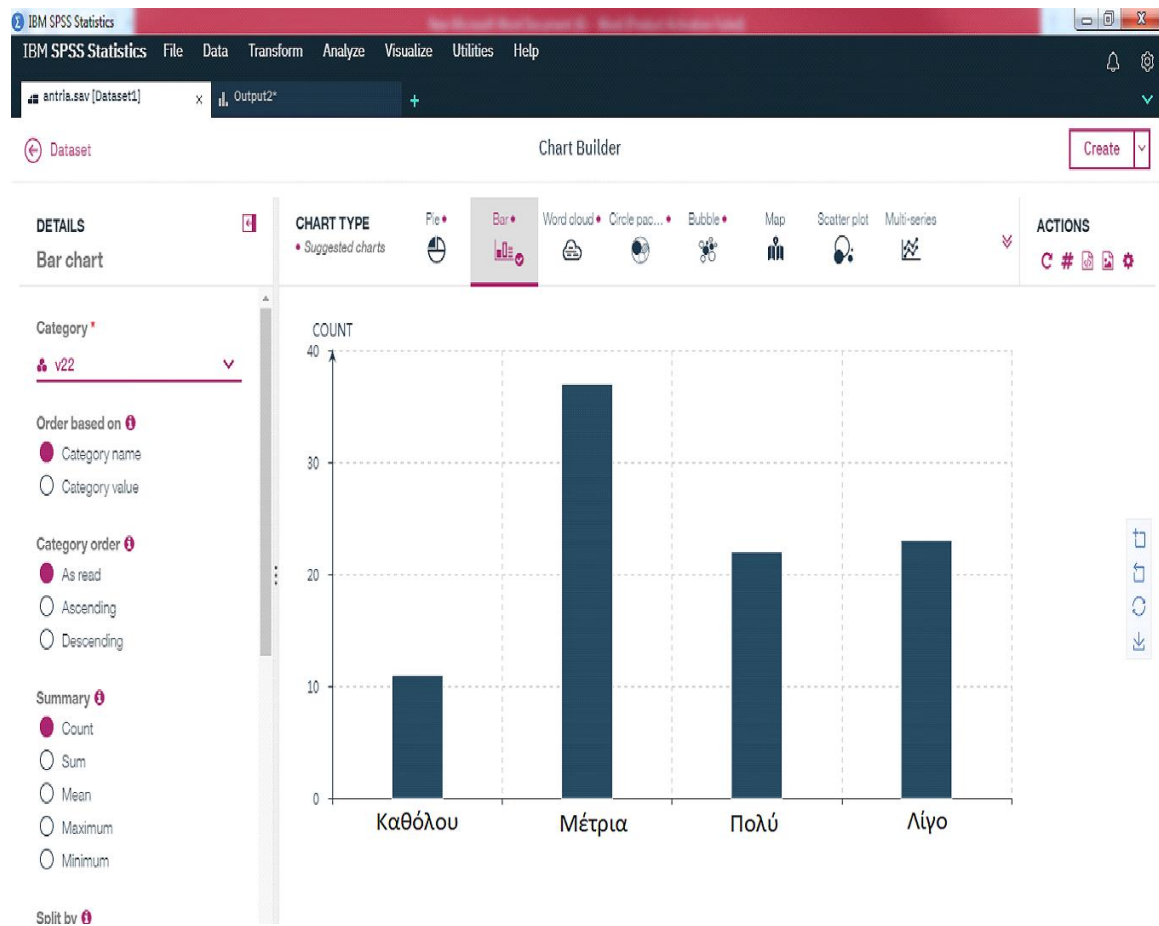 IBM SPSS Statistics
IBM SPSS Statistics File Data Transform Analyze Visualize Utilities Help
antria.sav [Dataset1] x Output2* +
Dataset
Chart Builder
Create
DETAILS
Bar chart
CHART TYPE
• Suggested charts
Pie •
Bar •
Word cloud •
Circle pac... •
Bubble •
Map
Scatter plot
Multi-series
ACTIONS
Category *
v22
Order based on
Category name
Category value
Category order
As read
Ascending
Descending
Summary
Count
Sum
Mean
Maximum
Minimum
Split by
COUNT
40
30
20
10
0
Καθόλου Μέτρια Πολύ Λίγο